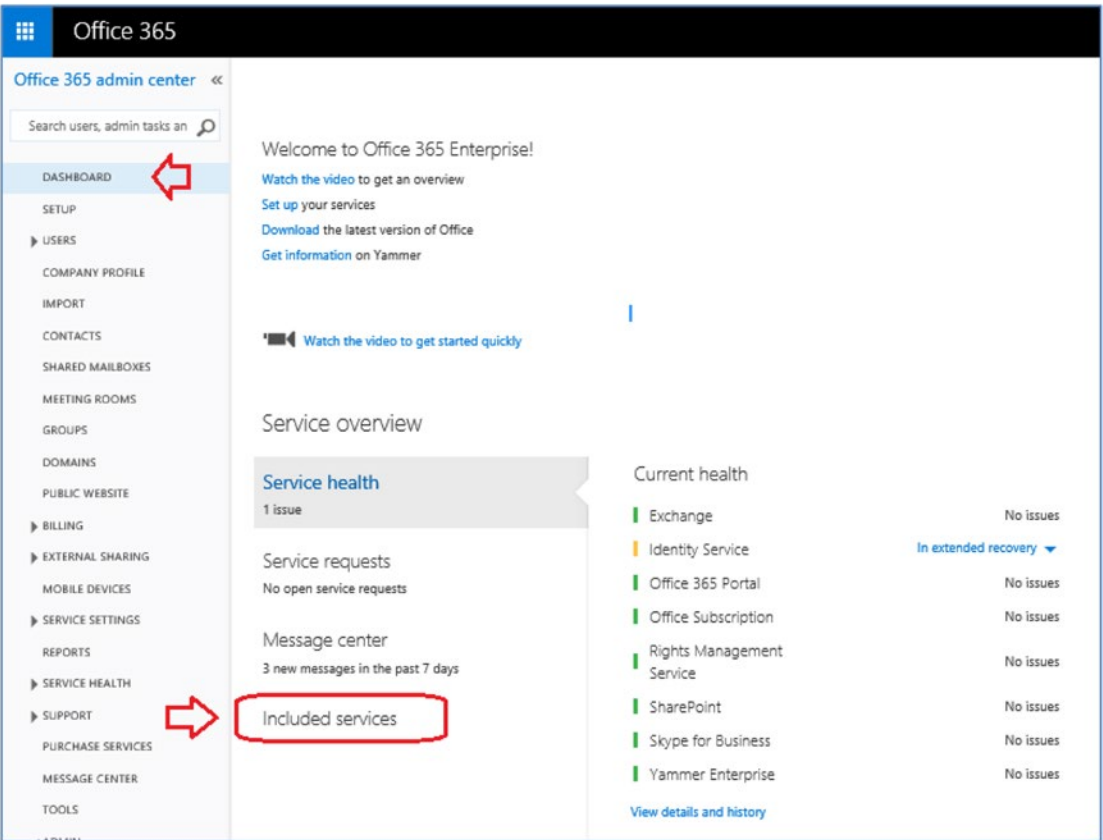 Office 365
Office 365 admin center «
Search users, admin tasks an
DASHBOARD
SETUP
USERS
COMPANY PROFILE
IMPORT
CONTACTS
SHARED MAILBOXES
MEETING ROOMS
GROUPS
DOMAINS
PUBLIC WEBSITE
BILLING
EXTERNAL SHARING
MOBILE DEVICES
SERVICE SETTINGS
REPORTS
SERVICE HEALTH
SUPPORT
PURCHASE SERVICES
MESSAGE CENTER
TOOLS
ADMIN
Welcome to Office 365 Enterprise!
Watch the video to get an overview
Set up your services
Download the latest version of Office
Get information on Yammer
Watch the video to get started quickly
Service overview
Service health
1 issue
Service requests
No open service requests
Message center
3 new messages in the past 7 days
Included services
Current health
Exchange No issues
Identity Service In extended recovery
Office 365 Portal No issues
Office Subscription No issues
Rights Management
Service No issues
SharePoint No issues
Skype for Business No issues
Yammer Enterprise No issues
View details and history